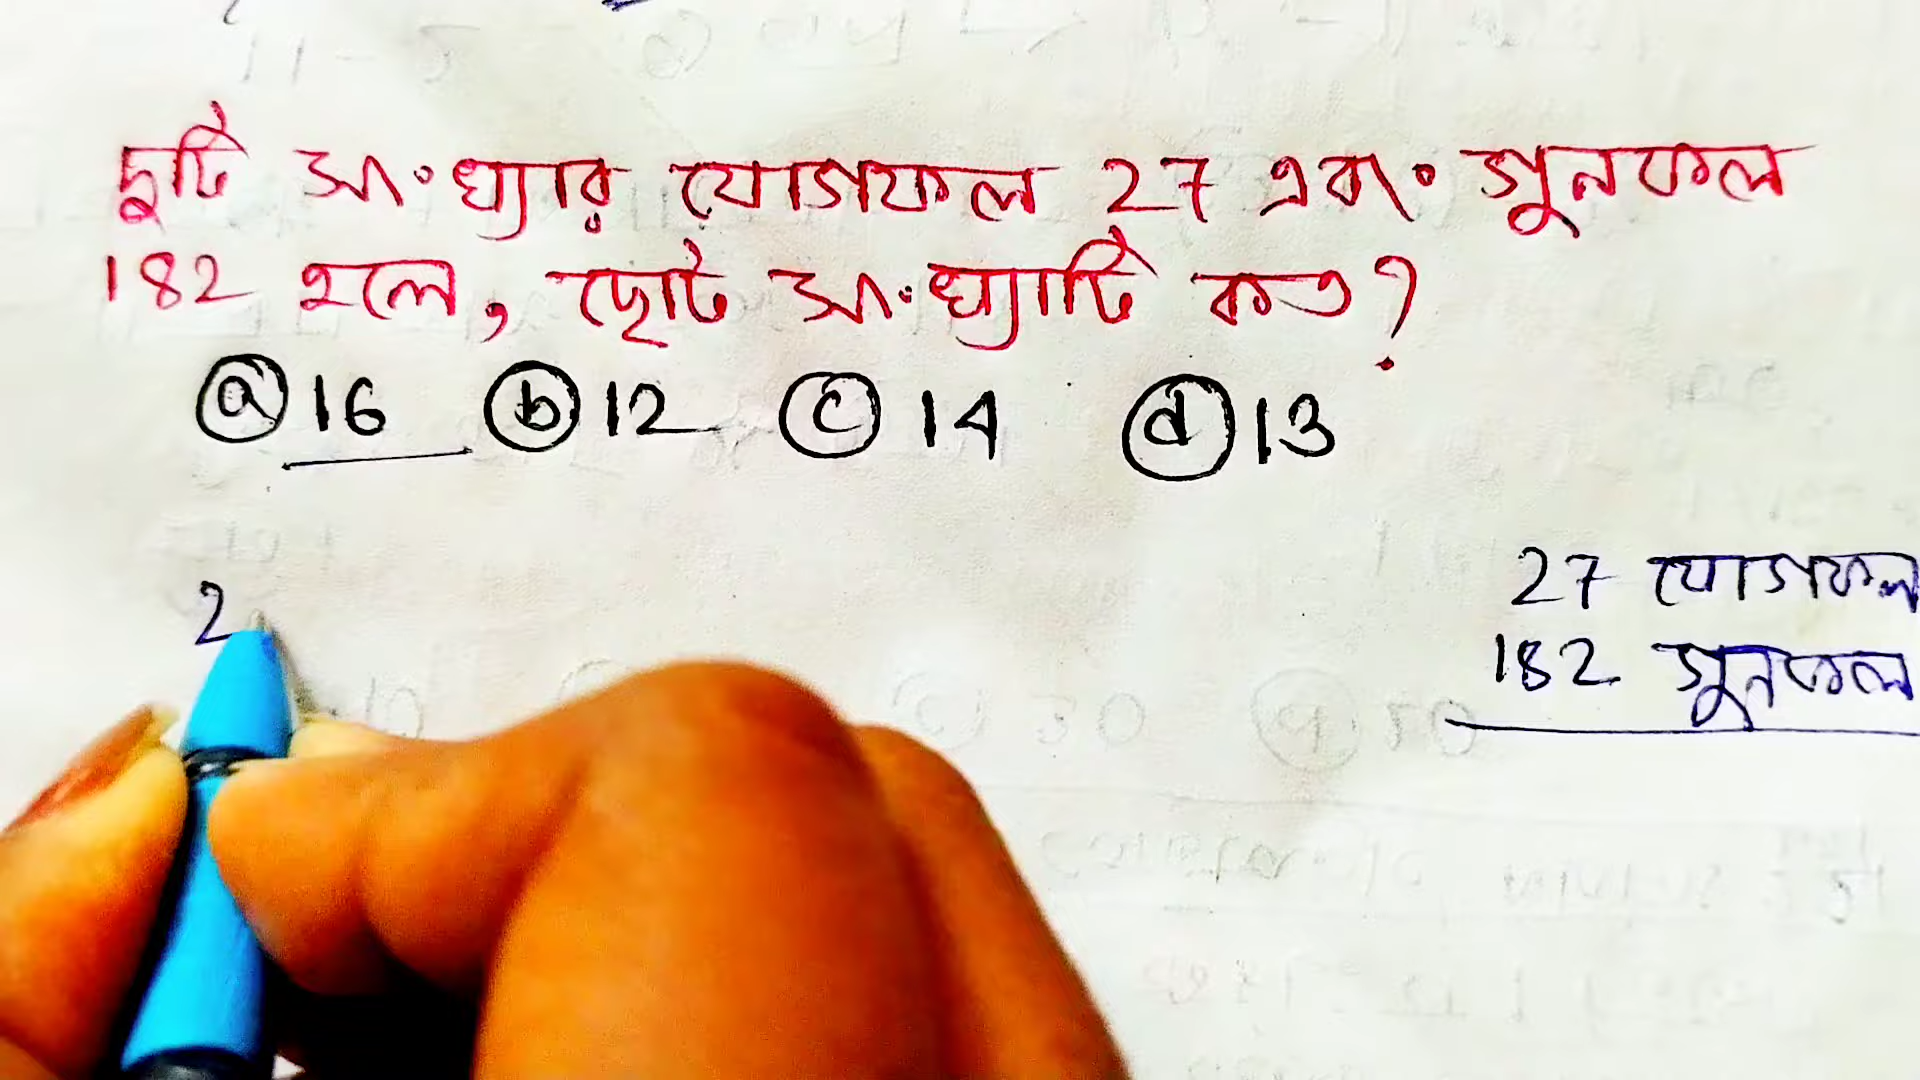 দুটি সাংখ্যার যোগফল 27 এবং গুনফল
182 হলে, ছোট সাংখ্যাটি কত?
ⓐ 16 ⓑ 12 ⓒ 14 ⓓ 13
27 যোগফল
182 গুনফল
2